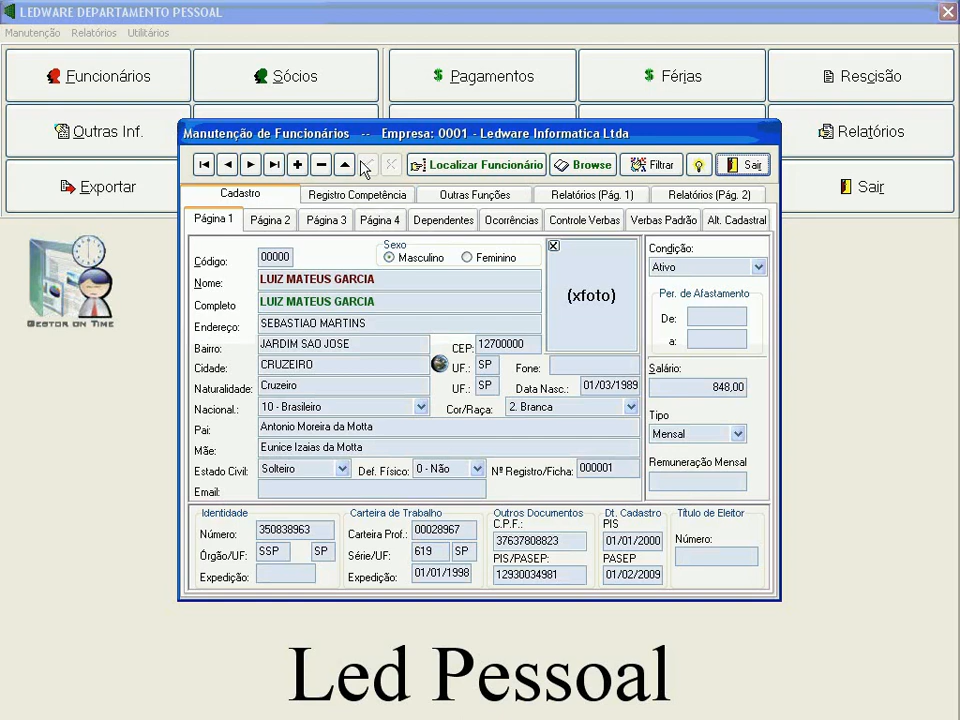 LEDWARE DEPARTAMENTO PESSOAL
Manutenção Relatórios Utilitários
Funcionários Sócios Pagamentos Férias Rescisão
Outras Inf. Relatórios
Exportar Sair
Manutenção de Funcionários -- Empresa: 0001 - Ledware Informatica Ltda
Localizar Funcionário Browse Filtrar Sair
Cadastro Registro Competência Outras Funções Relatórios (Pág. 1) Relatórios (Pág. 2)
Página 1 Página 2 Página 3 Página 4 Dependentes Ocorrências Controle Verbas Verbas Padrão Alt. Cadastral
Código: 00000
Sexo
Masculino Feminino
Nome: LUIZ MATEUS GARCIA
Completo LUIZ MATEUS GARCIA
Endereço: SEBASTIAO MARTINS
Bairro: JARDIM SAO JOSE CEP: 12700000
Cidade: CRUZEIRO UF.: SP Fone:
Naturalidade: Cruzeiro UF.: SP Data Nasc.: 01/03/1989
Nacional.: 10 - Brasileiro Cor/Raça: 2. Branca
Pai: Antonio Moreira da Motta
Mãe: Eunice Izaias da Motta
Estado Civil: Solteiro Def. Físico: 0 - Não Nº Registro/Ficha: 000001
Email:
(xfoto)
Condição:
Ativo
Per. de Afastamento
De:
a:
Salário:
848,00
Tipo
Mensal
Remuneração Mensal
Identidade
Número: 350838963
Órgão/UF: SSP SP
Expedição:
Carteira de Trabalho
Carteira Prof.: 00028967
Série/UF: 619 SP
Expedição: 01/01/1998
Outros Documentos
C.P.F.:
37637808823
PIS/PASEP:
12930034981
Dt. Cadastro
PIS
01/01/2000
PASEP
01/02/2009
Título de Eleitor
Número:
GESTOR ON TIME
Led Pessoal